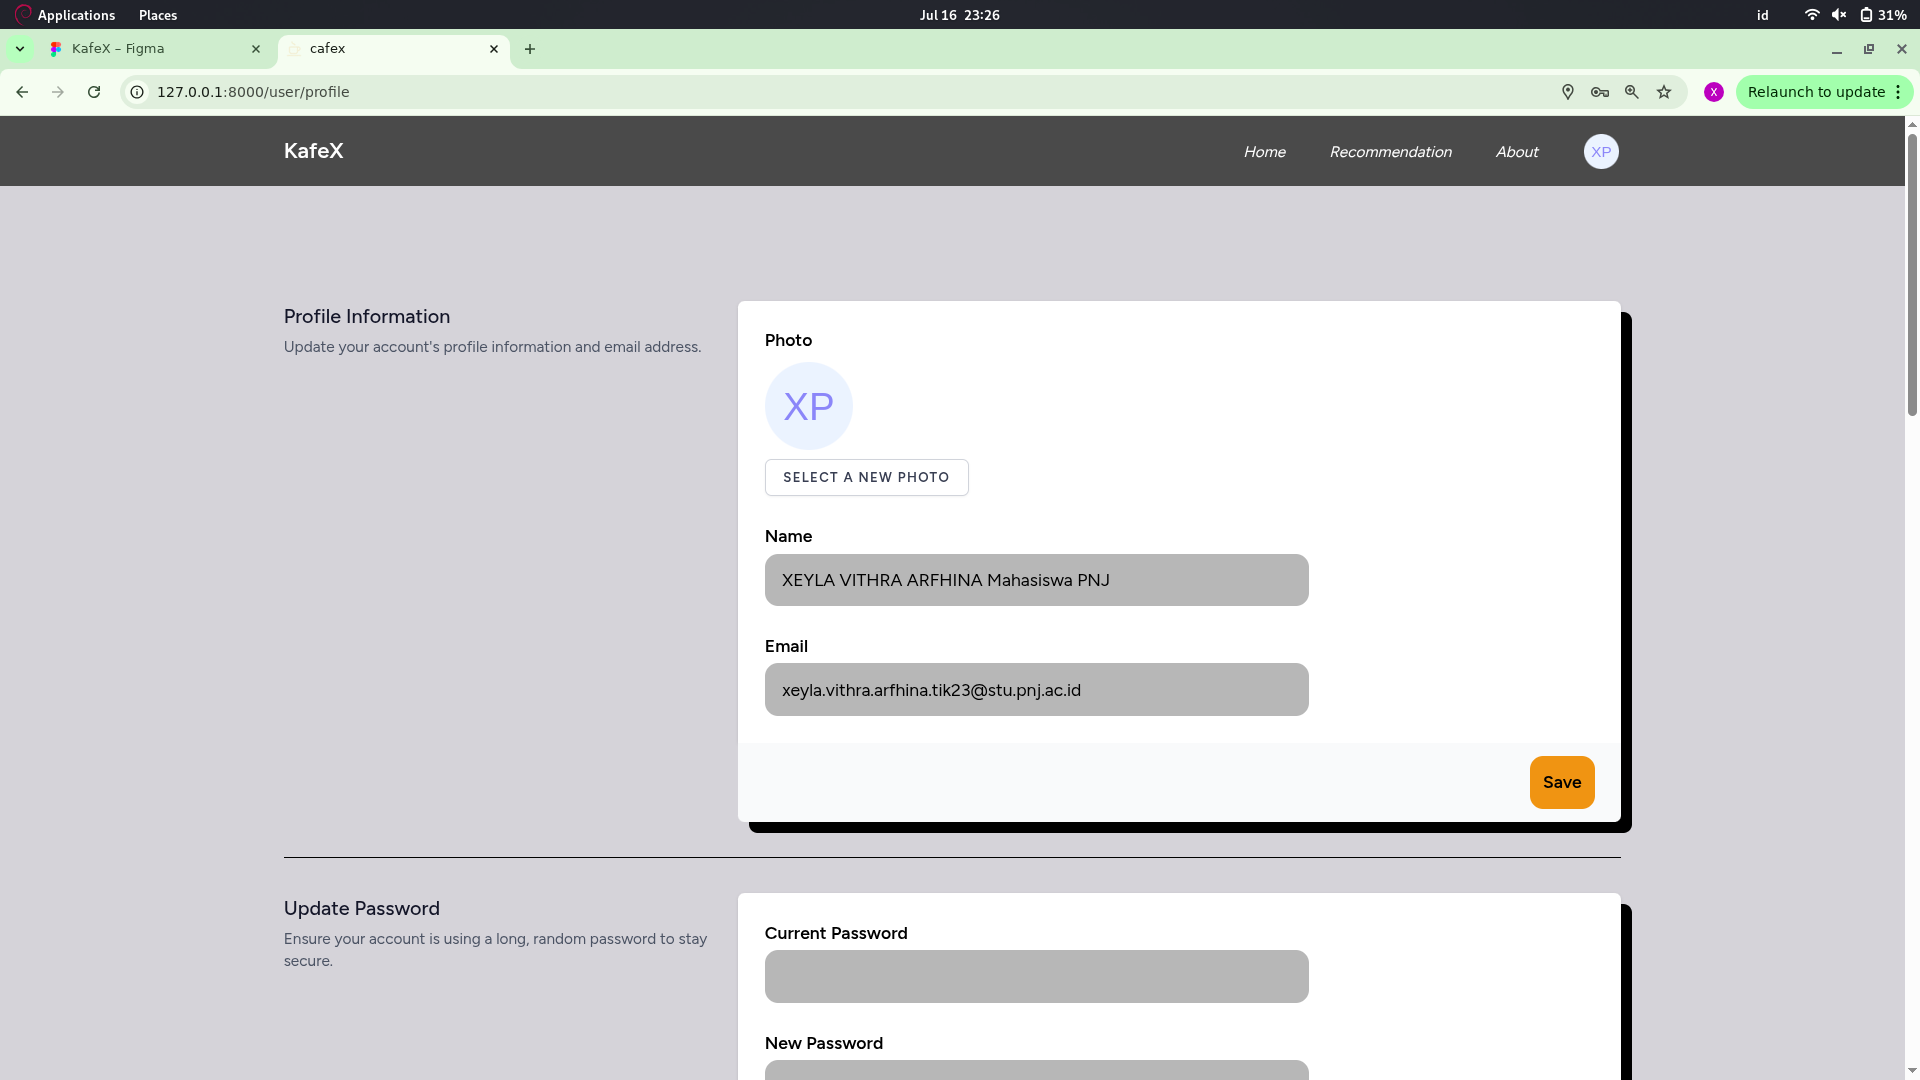 Applications Places Jul 16 23:26 id 31%
KafeX – Figma cafex
127.0.0.1:8000/user/profile X Relaunch to update
KafeX Home Recommendation About XP
Profile Information
Update your account's profile information and email address.
Photo
XP
SELECT A NEW PHOTO
Name
XEYLA VITHRA ARFHINA Mahasiswa PNJ
Email
xeyla.vithra.arfhina.tik23@stu.pnj.ac.id
Save
Update Password
Ensure your account is using a long, random password to stay
secure.
Current Password
New Password